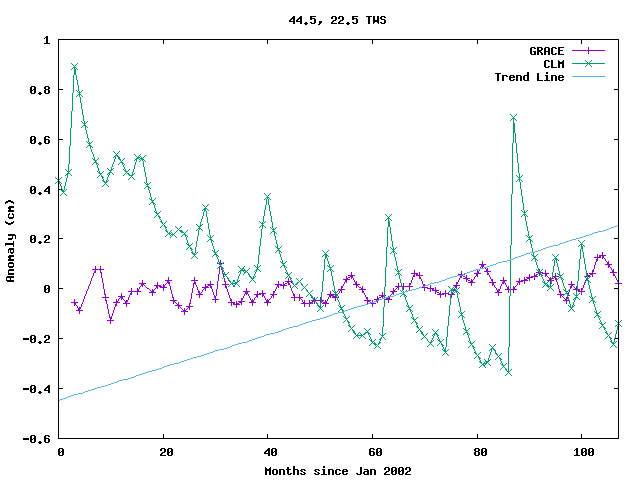 44.5, 22.5 TWS
GRACE
CLM
Trend Line
1
0.8
0.6
0.4
0.2
0
-0.2
-0.4
-0.6
Anomaly (cm)
0 20 40 60 80 100
Months since Jan 2002